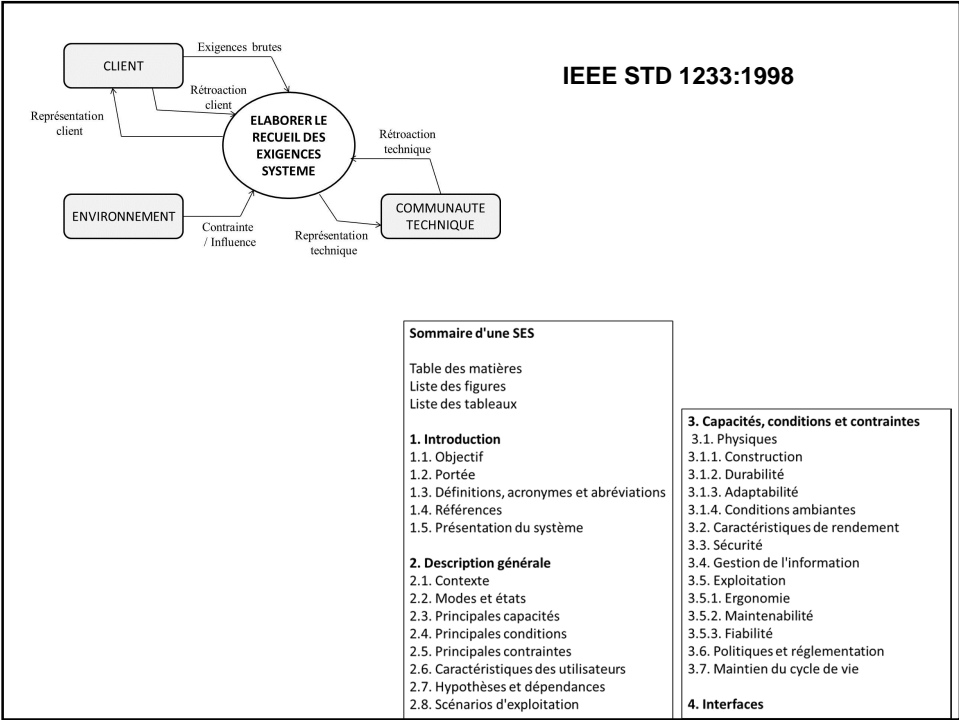 IEEE STD 1233:1998
Exigences brutes
CLIENT
Rétroaction
client
Représentation
client
ELABORER LE
RECUEIL DES
EXIGENCES
SYSTEME
Rétroaction
technique
ENVIRONNEMENT
Contrainte
/ Influence
Représentation
technique
COMMUNAUTE
TECHNIQUE
Sommaire d'une SES
Table des matières
Liste des figures
Liste des tableaux
1. Introduction
1.1. Objectif
1.2. Portée
1.3. Définitions, acronymes et abréviations
1.4. Références
1.5. Présentation du système
2. Description générale
2.1. Contexte
2.2. Modes et états
2.3. Principales capacités
2.4. Principales conditions
2.5. Principales contraintes
2.6. Caractéristiques des utilisateurs
2.7. Hypothèses et dépendances
2.8. Scénarios d'exploitation
3. Capacités, conditions et contraintes
3.1. Physiques
3.1.1. Construction
3.1.2. Durabilité
3.1.3. Adaptabilité
3.1.4. Conditions ambiantes
3.2. Caractéristiques de rendement
3.3. Sécurité
3.4. Gestion de l'information
3.5. Exploitation
3.5.1. Ergonomie
3.5.2. Maintenabilité
3.5.3. Fiabilité
3.6. Politiques et réglementation
3.7. Maintien du cycle de vie
4. Interfaces